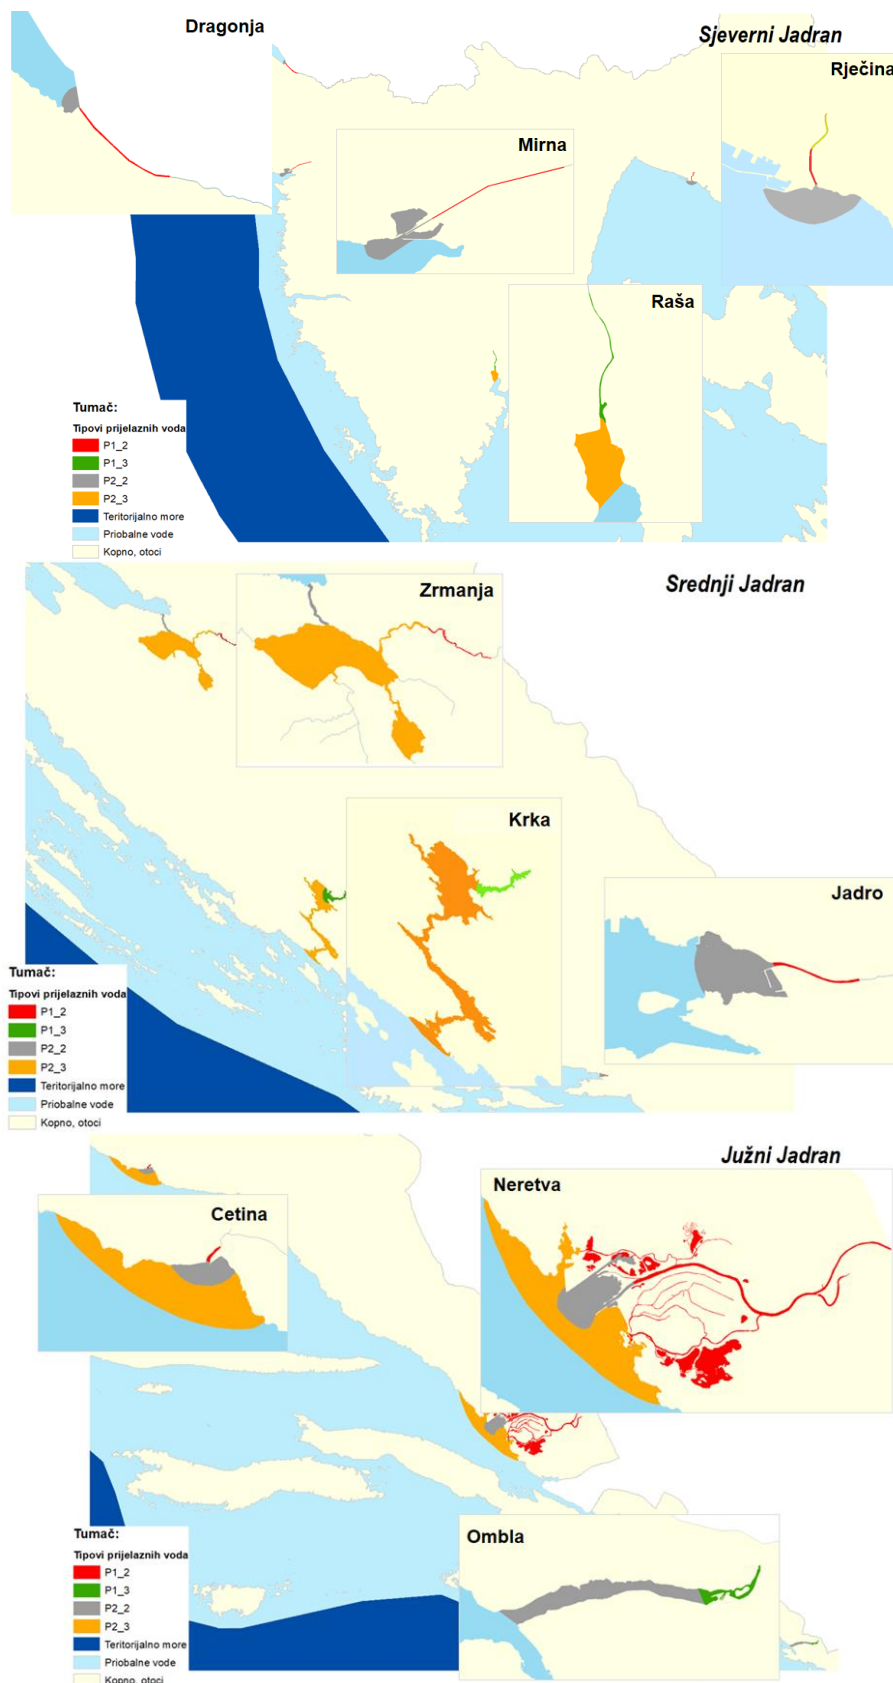 Dragonja
Sjeverni Jadran
Rječina
Mirna
Raša
Tumač:
Tipovi prijelaznih voda
P1_2
P1_3
P2_2
P2_3
Teritorijalno more
Priobalne vode
Kopno, otoci
Zrmanja
Srednji Jadran
Krka
Jadro
Tumač:
Tipovi prijelaznih voda
P1_2
P1_3
P2_2
P2_3
Teritorijalno more
Priobalne vode
Kopno, otoci
Južni Jadran
Neretva
Cetina
Ombla
Tumač:
Tipovi prijelaznih voda
P1_2
P1_3
P2_2
P2_3
Teritorijalno more
Priobalne vode
Kopno, otoci